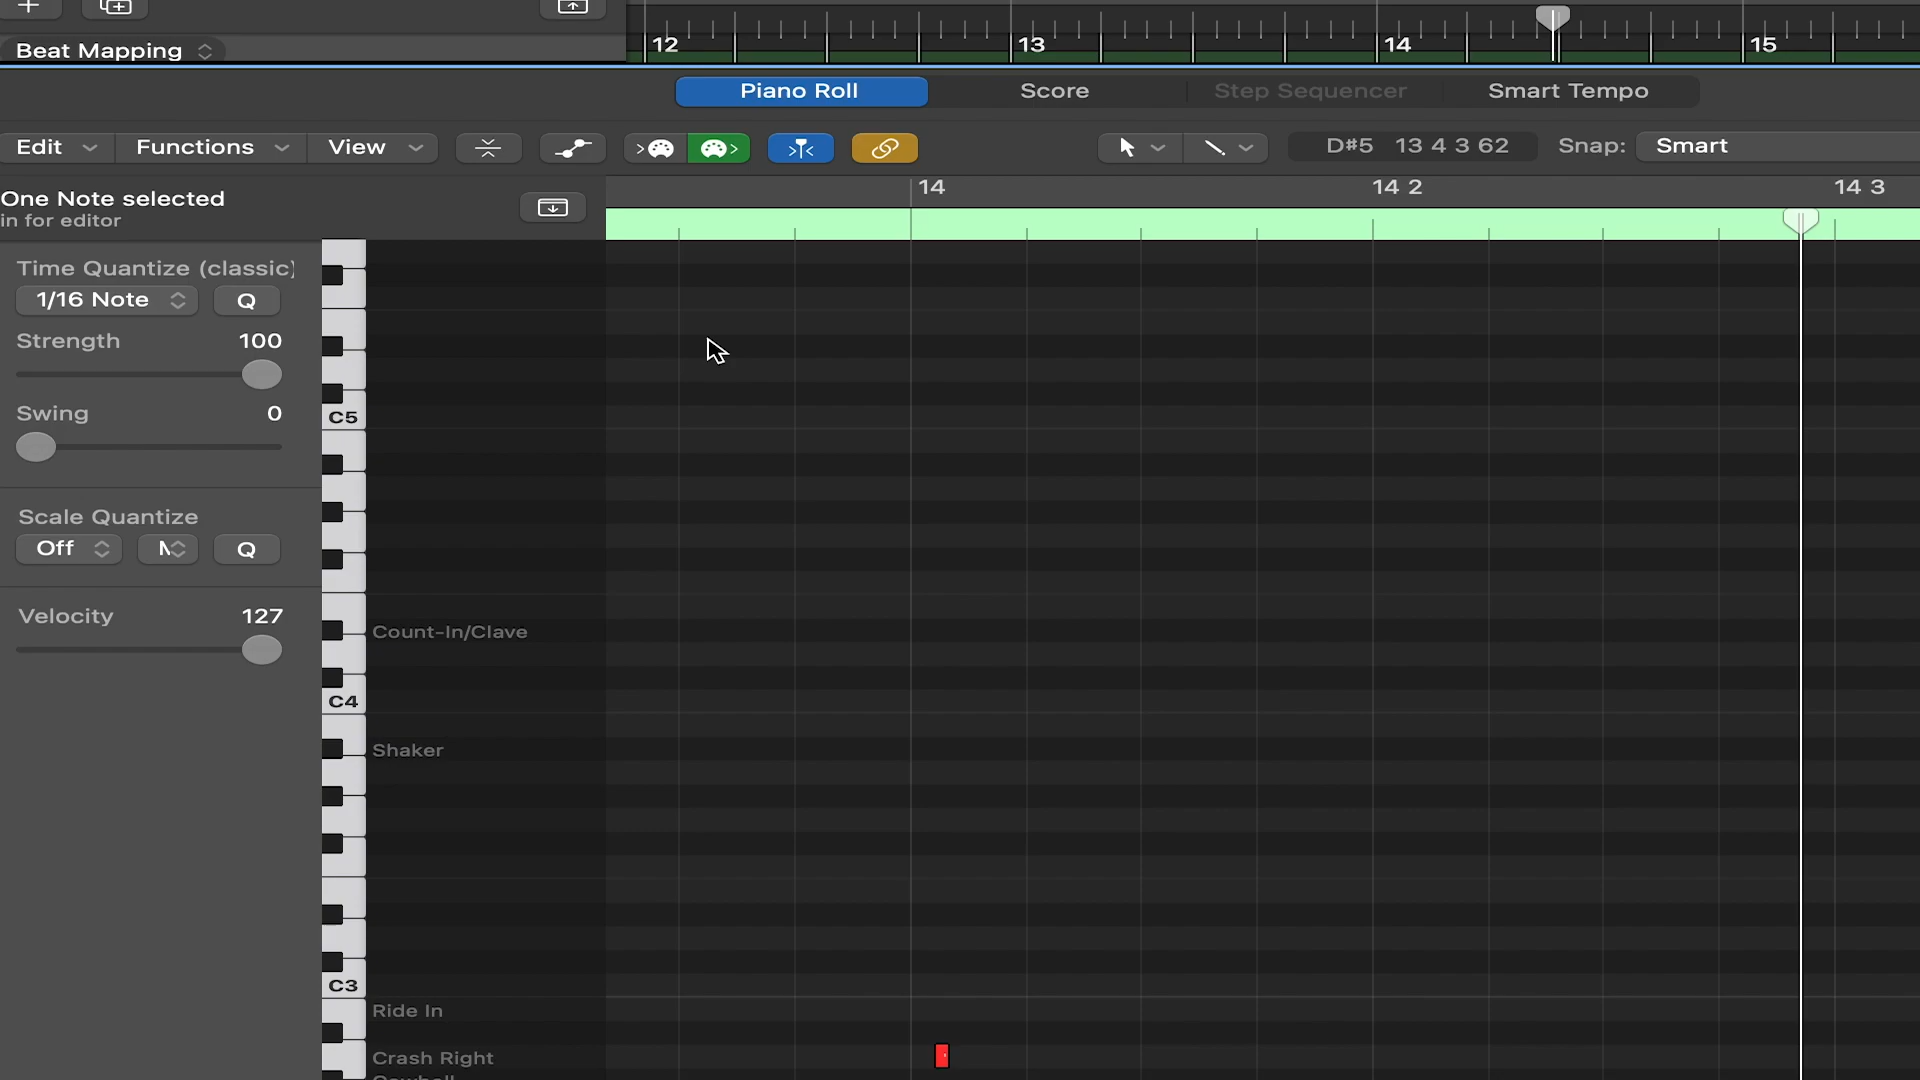 Beat Mapping
12
13
14
15
Piano Roll
Score
Step Sequencer
Smart Tempo
Edit
Functions
View
D#5 13 4 3 62
Snap:
Smart
One Note selected
in for editor
14
14 2
14 3
Time Quantize (classic)
1/16 Note
Q
Strength
100
Swing
0
C5
Scale Quantize
Off
Q
Velocity
127
Count-In/Clave
C4
Shaker
C3
Ride In
Crash Right